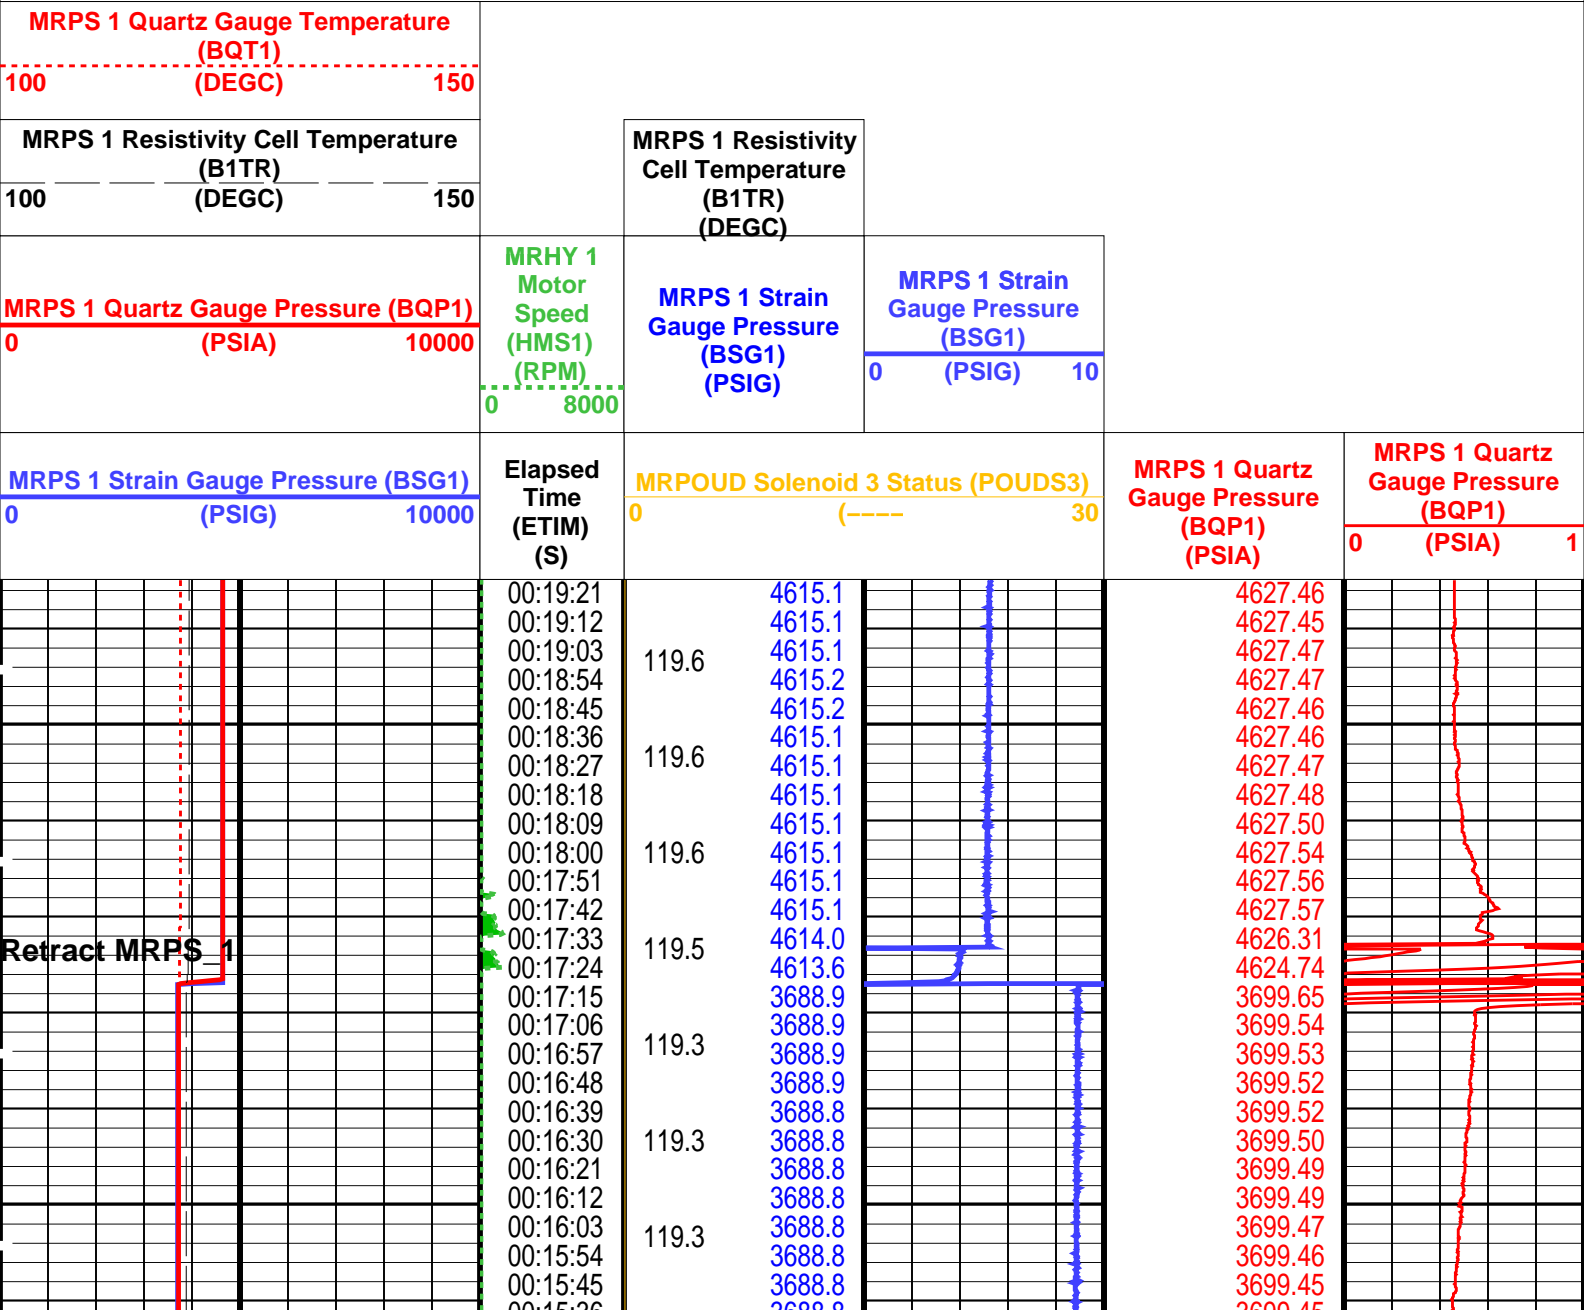 MRPS 1 Quartz Gauge Temperature
(BQT1)
100 (DEGC) 150
MRPS 1 Resistivity Cell Temperature
(B1TR)
100 (DEGC) 150
MRPS 1 Resistivity
Cell Temperature
(B1TR)
(DEGC)
MRPS 1 Quartz Gauge Pressure (BQP1)
0 (PSIA) 10000
MRHY 1
Motor
Speed
(HMS1)
(RPM)
0 8000
MRPS 1 Strain
Gauge Pressure
(BSG1)
(PSIG)
MRPS 1 Strain
Gauge Pressure
(BSG1)
0 (PSIG) 10
MRPS 1 Strain Gauge Pressure (BSG1)
0 (PSIG) 10000
Elapsed
Time
(ETIM)
(S)
MRPOUD Solenoid 3 Status (POUDS3)
0 (---- 30
MRPS 1 Quartz
Gauge Pressure
(BQP1)
(PSIA)
MRPS 1 Quartz
Gauge Pressure
(BQP1)
0 (PSIA) 1
00:19:21 4615.1 4627.46
00:19:12 4615.1 4627.45
00:19:03 4615.1 4627.47
119.6
00:18:54 4615.2 4627.47
00:18:45 4615.2 4627.46
00:18:36 4615.1 4627.46
119.6
00:18:27 4615.1 4627.47
00:18:18 4615.1 4627.48
00:18:09 4615.1 4627.50
00:18:00 119.6 4615.1 4627.54
00:17:51 4615.1 4627.56
00:17:42 4615.1 4627.57
00:17:33 4614.0 4626.31
Retract MRPS_1 119.5
00:17:24 4613.6 4624.74
00:17:15 3688.9 3699.65
00:17:06 3688.9 3699.54
119.3
00:16:57 3688.9 3699.53
00:16:48 3688.9 3699.52
00:16:39 3688.8 3699.52
00:16:30 119.3 3688.8 3699.50
00:16:21 3688.8 3699.49
00:16:12 3688.8 3699.49
00:16:03 3688.8 3699.47
119.3
00:15:54 3688.8 3699.46
00:15:45 3688.8 3699.45
00:15:36 3688.8 3699.45